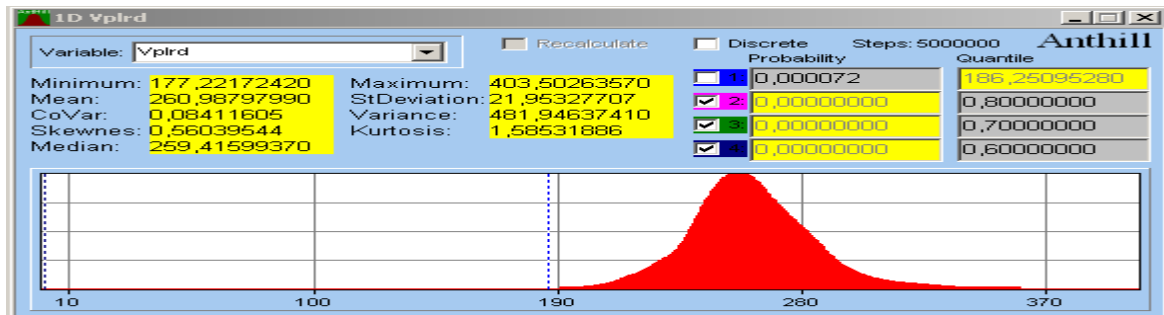 1D Vplrd
Variable: Vplrd
Recalculate
Discrete Steps: 5000000 Anthill
Probability Quantile
Minimum: 177,22172420 Maximum: 403,50263570 1: 0,000072 186,25095280
Mean: 260,98797990 StDeviation: 21,95327707 2: 0,00000000 0,80000000
CoVar: 0,08411605 Variance: 481,94637410 3: 0,00000000 0,70000000
Skewnes: 0,56039544 Kurtosis: 1,58531886 4: 0,00000000 0,60000000
Median: 259,41599370
10 100 190 280 370